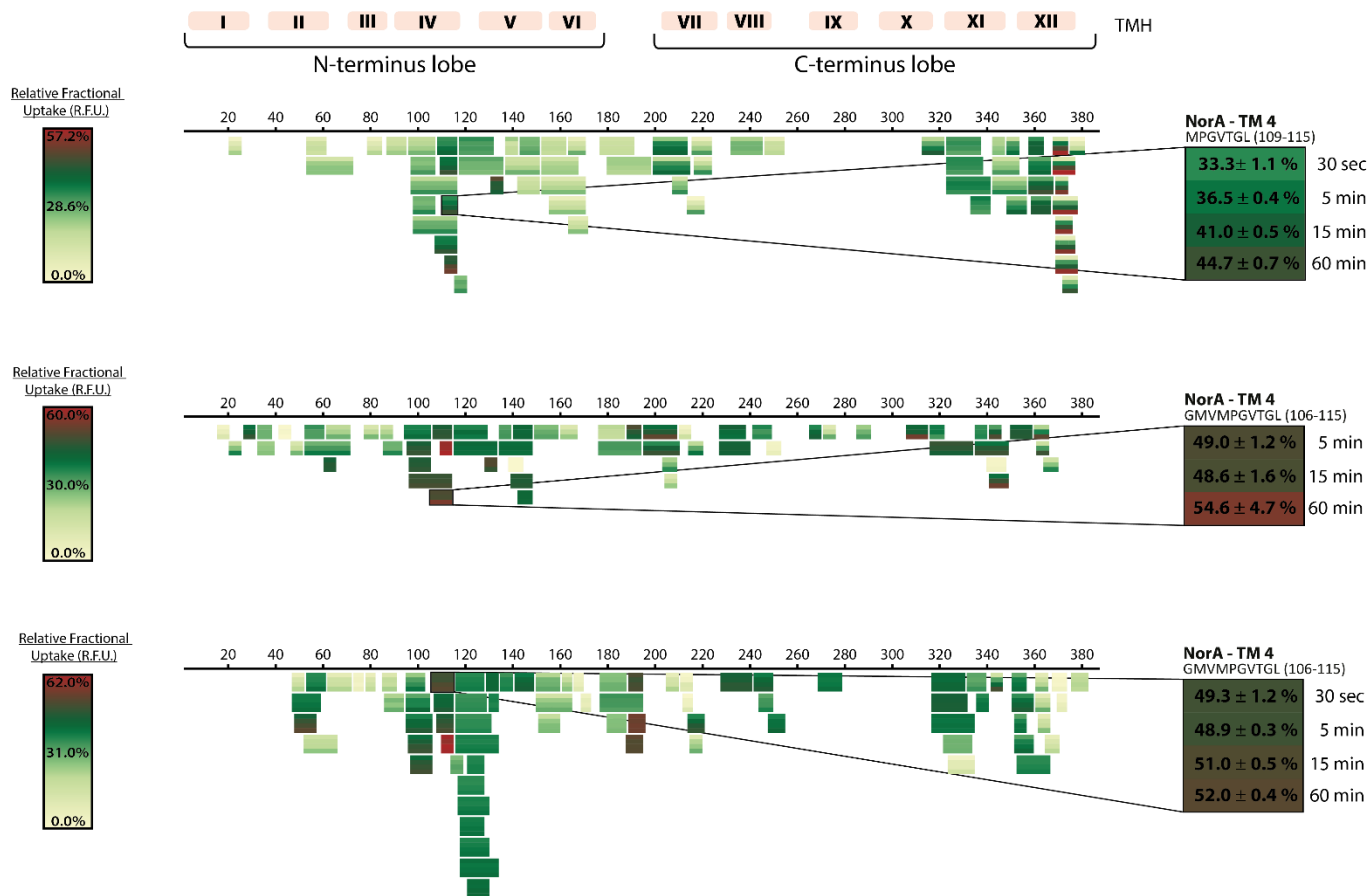 I II III IV V VI VII VIII IX X XI XII TMH
N-terminus lobe C-terminus lobe
Relative Fractional
Uptake (R.F.U.)
57.2%
28.6%
0.0%
20 40 60 80 100 120 140 160 180 200 220 240 260 280 300 320 340 360 380
NorA - TM 4
MPGVTGL (109-115)
33.3± 1.1 % 30 sec
36.5 ± 0.4 % 5 min
41.0 ± 0.5 % 15 min
44.7 ± 0.7 % 60 min
Relative Fractional
Uptake (R.F.U.)
60.0%
30.0%
0.0%
20 40 60 80 100 120 140 160 180 200 220 240 260 280 300 320 340 360 380
NorA - TM 4
GMVMPGVTGL (106-115)
49.0 ± 1.2 % 5 min
48.6 ± 1.6 % 15 min
54.6 ± 4.7 % 60 min
Relative Fractional
Uptake (R.F.U.)
62.0%
31.0%
0.0%
20 40 60 80 100 120 140 160 180 200 220 240 260 280 300 320 340 360 380
NorA - TM 4
GMVMPGVTGL (106-115)
49.3 ± 1.2 % 30 sec
48.9 ± 0.3 % 5 min
51.0 ± 0.5 % 15 min
52.0 ± 0.4 % 60 min